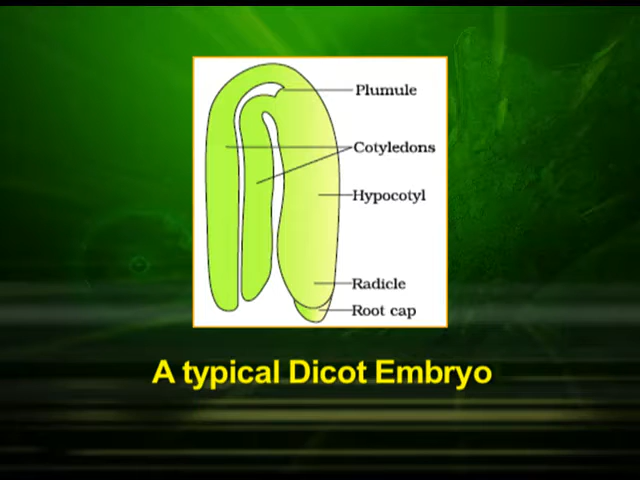 Plumule
Cotyledons
Hypocotyl
Radicle
Root cap
A typical Dicot Embryo